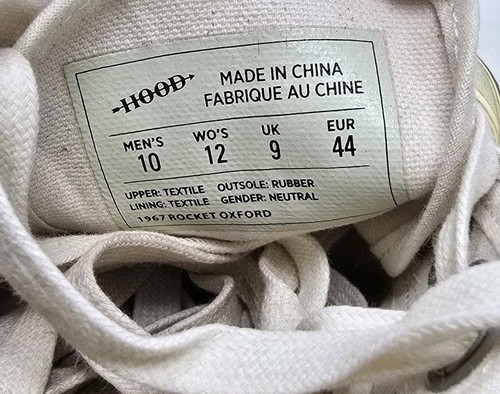 HOOD
MADE IN CHINA
FABRIQUE AU CHINE
MEN'S WO'S UK EUR
10 12 9 44
UPPER: TEXTILE OUTSOLE: RUBBER
LINING: TEXTILE GENDER: NEUTRAL
1967 ROCKET OXFORD